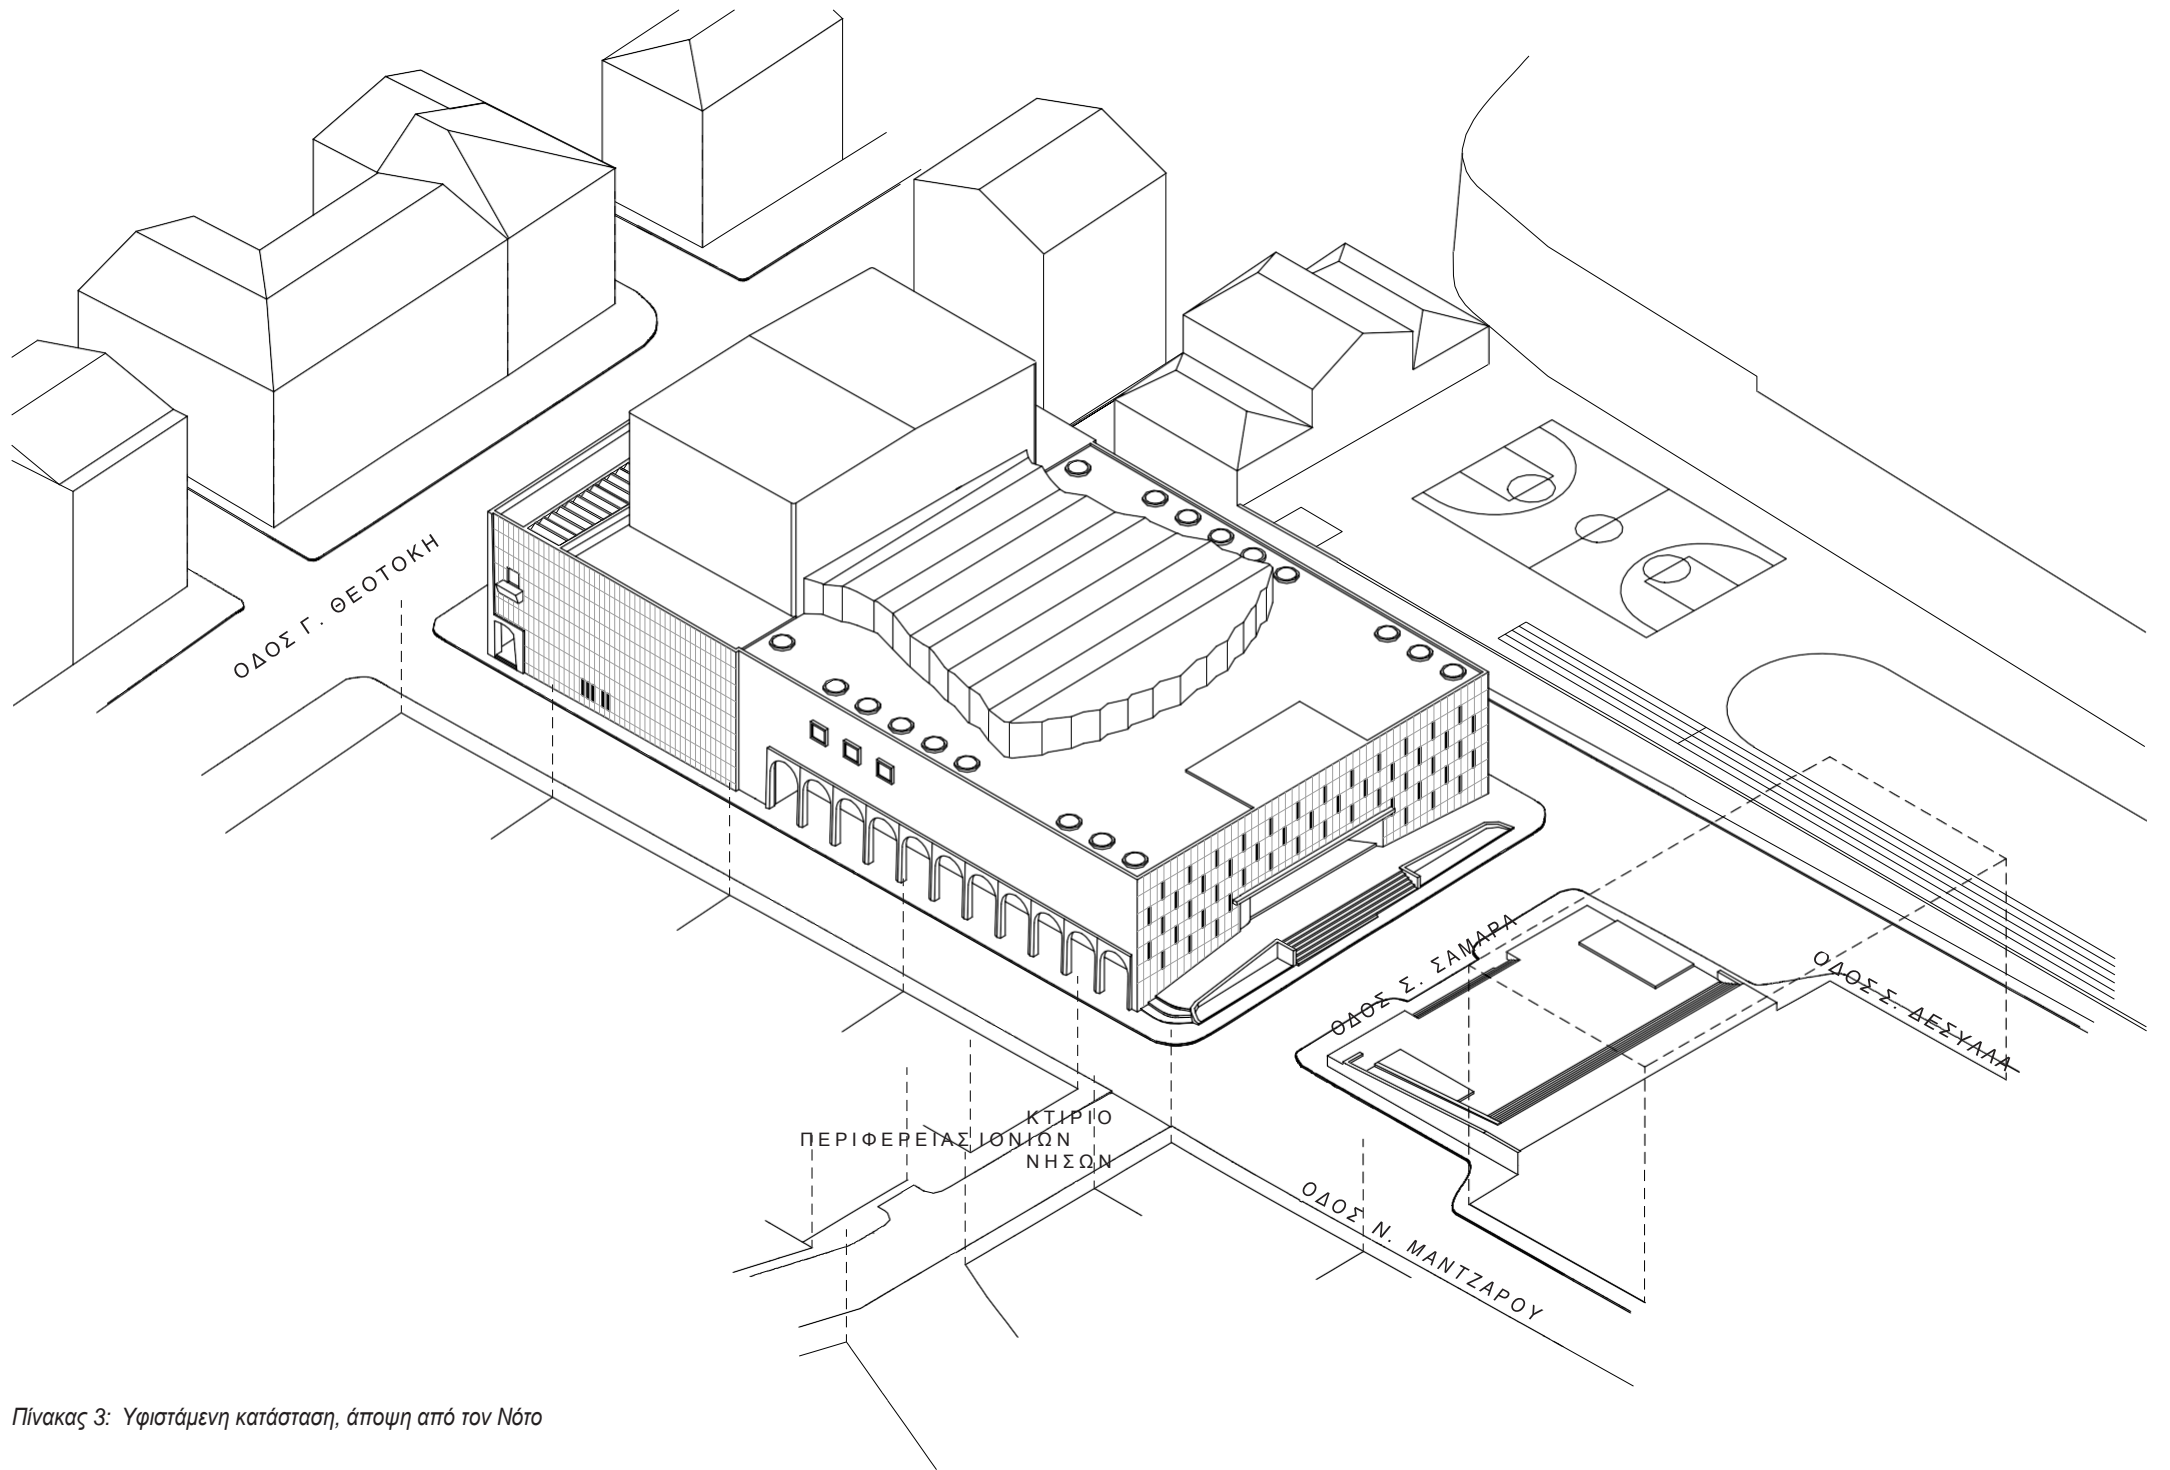 ΟΔΟΣ Γ. ΘΕΟΤΟΚΗ
ΟΔΟΣ Σ. ΣΑΜΑΡΑ
ΟΔΟΣ Σ. ΔΕΣΥΛΛΑ
ΚΤΙΡΙΟ
ΠΕΡΙΦΕΡΕΙΑΣ ΙΟΝΙΩΝ
ΝΗΣΩΝ
ΟΔΟΣ Ν. ΜΑΝΤΖΑΡΟΥ
Πίνακας 3: Υφιστάμενη κατάσταση, άποψη από τον Νότο